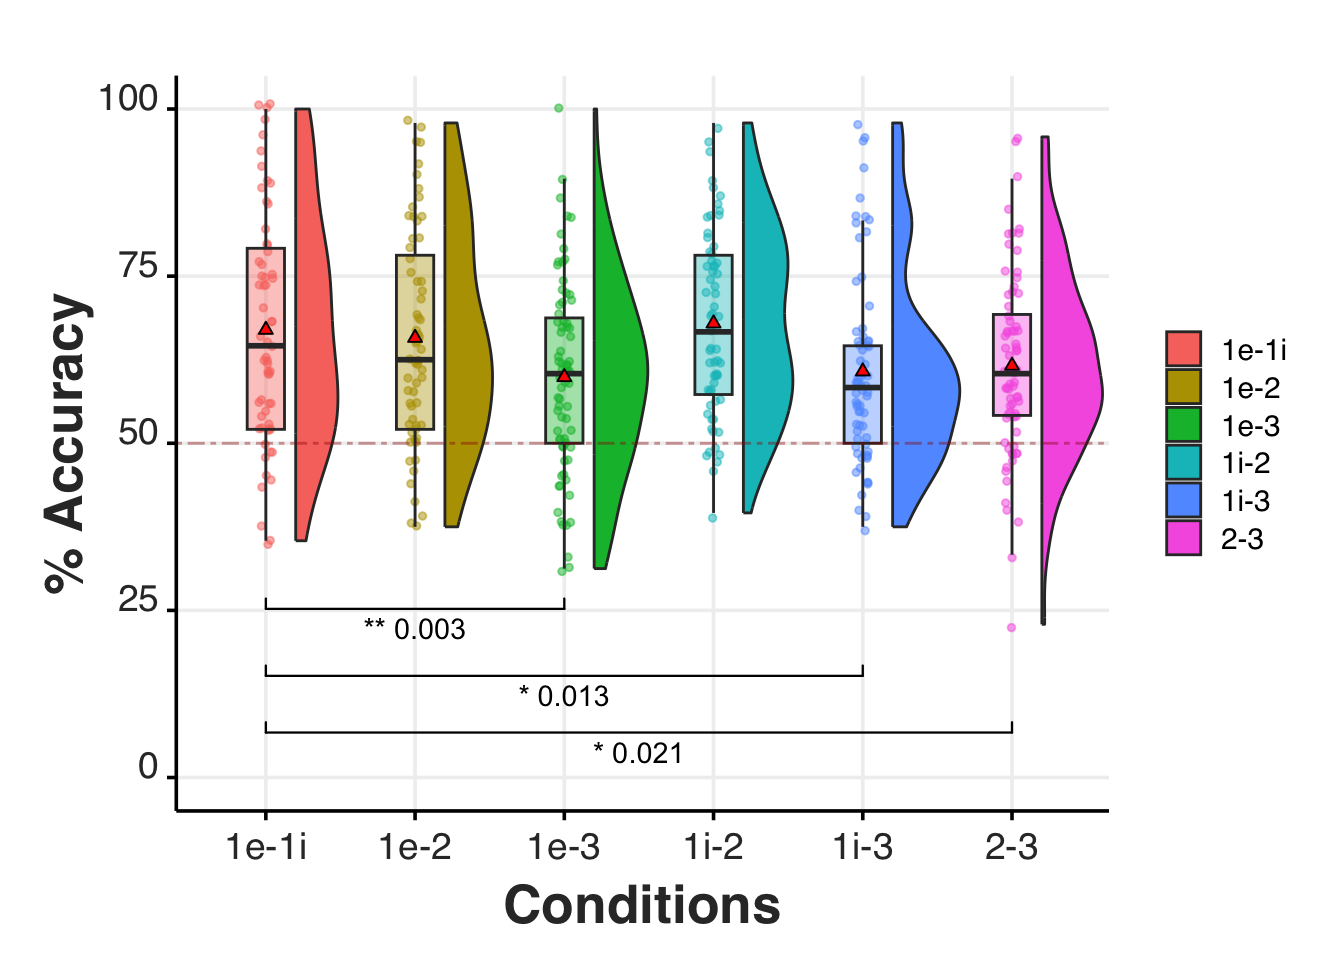 100
75
50
25
0
% Accuracy
** 0.003
* 0.013
* 0.021
1e-1i
1e-2
1e-3
1i-2
1i-3
2-3
Conditions
1e-1i
1e-2
1e-3
1i-2
1i-3
2-3